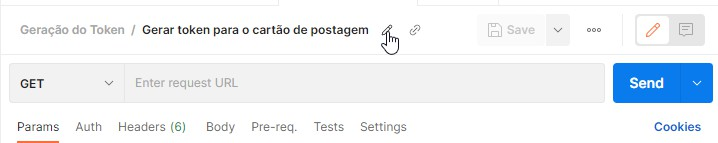 Geração do Token / Gerar token para o cartão de postagem Save
GET Enter request URL Send
Params Auth Headers (6) Body Pre-req. Tests Settings Cookies